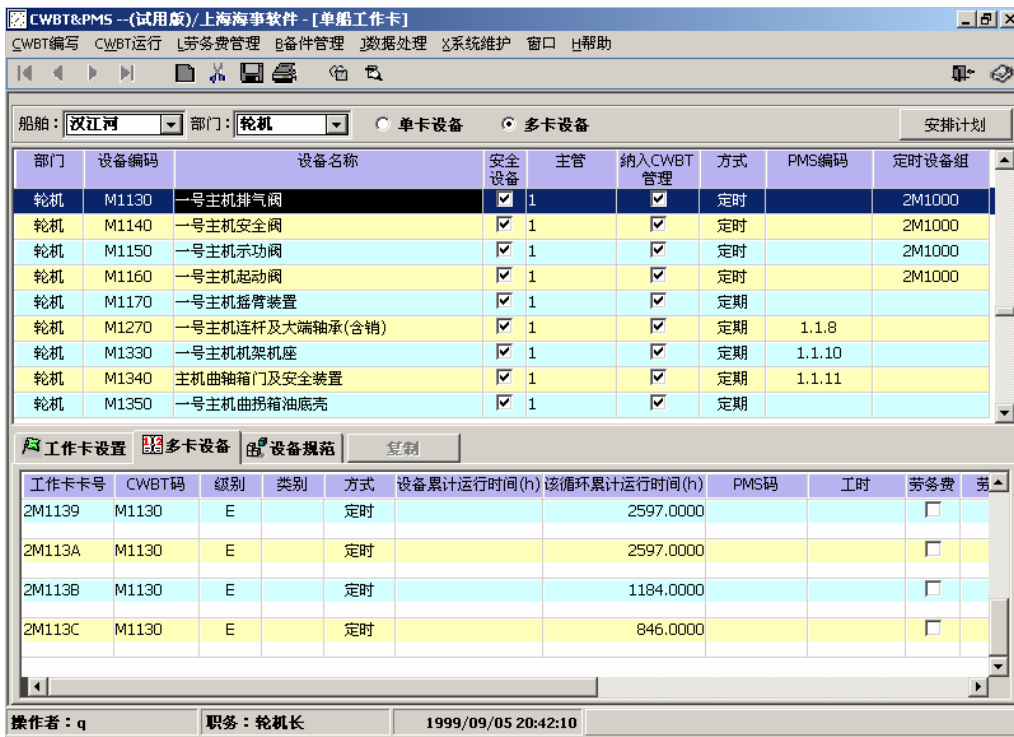 CWBT&PMS --(试用版)/上海海事软件 - [单船工作卡]
CWBT编写 CWBT运行 L劳务费管理 B备件管理 J数据处理 X系统维护 窗口 H帮助
船舶： 汉江河 部门： 轮机 单卡设备 多卡设备 安排计划
部门 设备编码 设备名称 安全设备 主管 纳入CWBT管理 方式 PMS编码 定时设备组
轮机 M1130 一号主机排气阀 1 定时 2M1000
轮机 M1140 一号主机安全阀 1 定时 2M1000
轮机 M1150 一号主机示功阀 1 定时 2M1000
轮机 M1160 一号主机起动阀 1 定时 2M1000
轮机 M1170 一号主机摇臂装置 1 定期
轮机 M1270 一号主机连杆及大端轴承(含销) 1 定期 1.1.8
轮机 M1330 一号主机机架机座 1 定期 1.1.10
轮机 M1340 主机曲轴箱门及安全装置 1 定期 1.1.11
轮机 M1350 一号主机曲拐箱油底壳 1 定期
工作卡设置 多卡设备 设备规范 复制
工作卡卡号 CWBT码 级别 类别 方式 设备累计运行时间(h) 该循环累计运行时间(h) PMS码 工时 劳务费 劳
2M1139 M1130 E 定时 2597.0000
2M113A M1130 E 定时 2597.0000
2M113B M1130 E 定时 1184.0000
2M113C M1130 E 定时 846.0000
操作者：q 职务：轮机长 1999/09/05 20:42:10